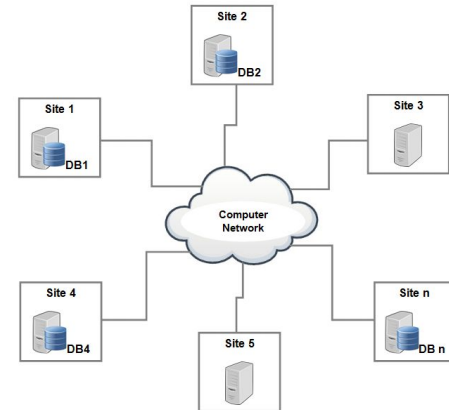 Site 2
DB2
Site 1
DB1
Site 3
Computer
Network
Site 4
DB4
Site n
DB n
Site 5